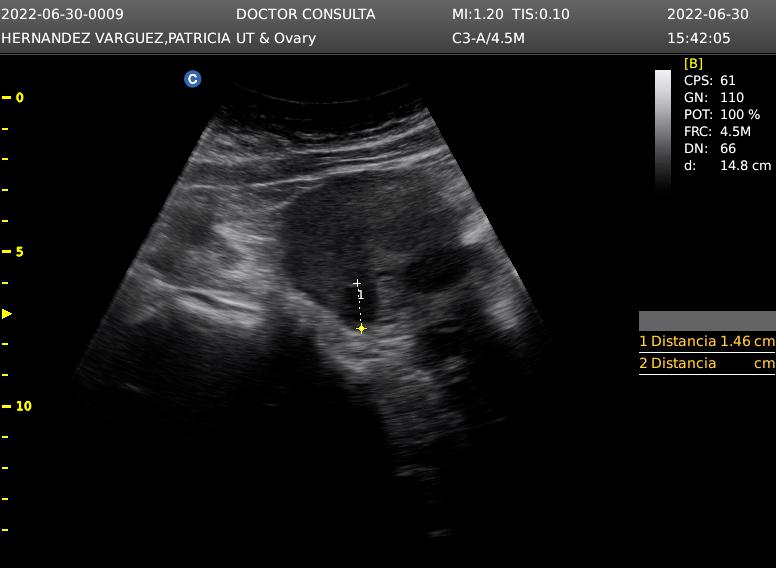 2022-06-30-0009 DOCTOR CONSULTA MI:1.20 TIS:0.10 2022-06-30
HERNANDEZ VARGUEZ,PATRICIA UT & Ovary C3-A/4.5M 15:42:05
C
[B]
CPS: 61
GN: 110
POT: 100 %
FRC: 4.5M
DN: 66
d: 14.8 cm
0
5
10
1
1 Distancia 1.46 cm
2 Distancia cm